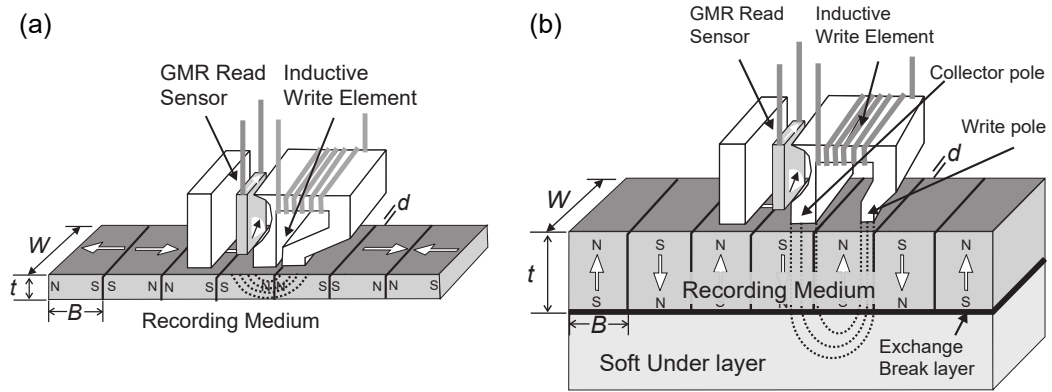 (a)
GMR Read
Sensor
Inductive
Write Element
d
W
t
N S S N N S S N N S S N N S
B
Recording Medium
(b)
GMR Read
Sensor
Inductive
Write Element
Collector pole
Write pole
d
W
t
N S N S N S N
Recording Medium
S N S N S N S
B
Soft Under layer
Exchange
Break layer